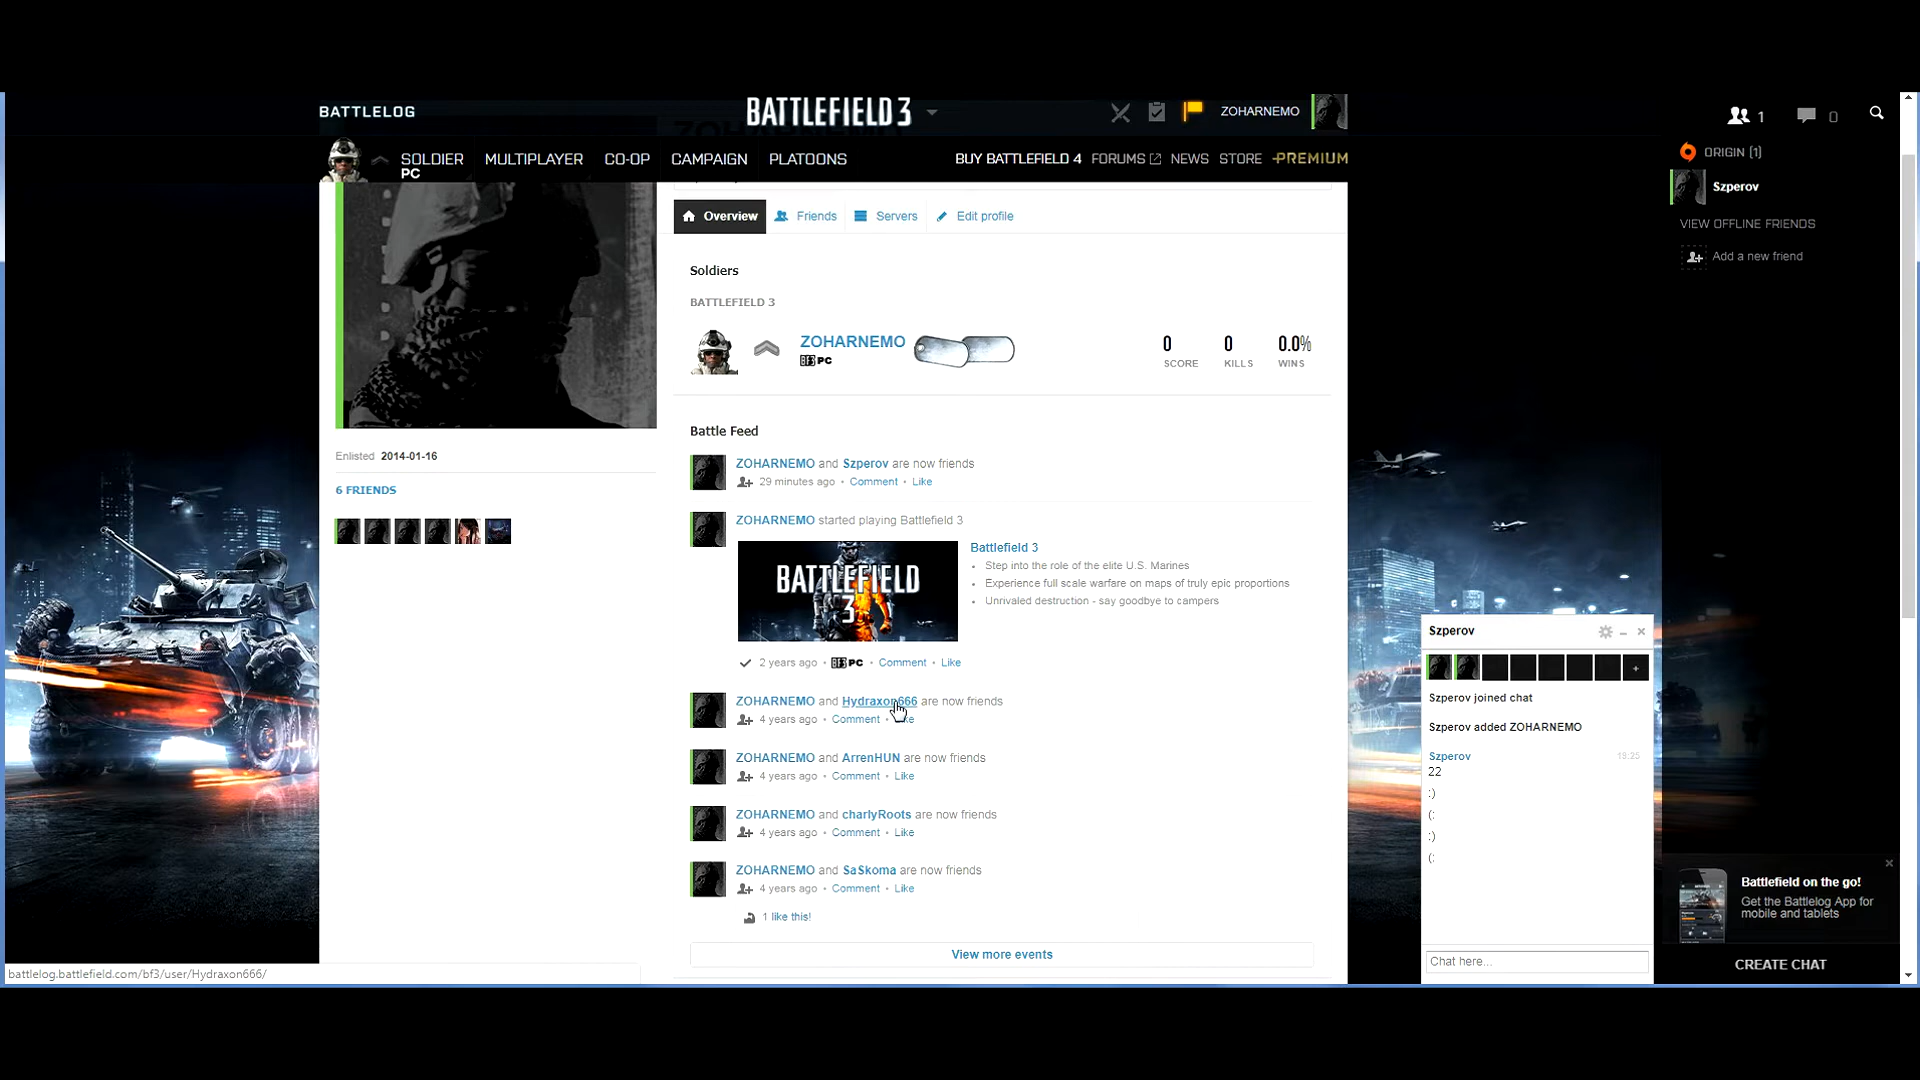 BATTLELOG
BATTLEFIELD 3
ZOHARNEMO
1
0
SOLDIER
PC
MULTIPLAYER
CO-OP
CAMPAIGN
PLATOONS
BUY BATTLEFIELD 4
FORUMS
NEWS
STORE
PREMIUM
ORIGIN (1)
Szperov
VIEW OFFLINE FRIENDS
Add a new friend
Overview
Friends
Servers
Edit profile
Soldiers
BATTLEFIELD 3
ZOHARNEMO
BF3 PC
0
SCORE
0
KILLS
0.0%
WINS
Enlisted 2014-01-16
6 FRIENDS
Battle Feed
ZOHARNEMO and Szperov are now friends
29 minutes ago • Comment • Like
ZOHARNEMO started playing Battlefield 3
BATTLEFIELD
3
Battlefield 3
• Step into the role of the elite U.S. Marines
• Experience full scale warfare on maps of truly epic proportions
• Unrivaled destruction - say goodbye to campers
2 years ago • BF3 PC • Comment • Like
ZOHARNEMO and Hydraxon666 are now friends
4 years ago • Comment • Like
ZOHARNEMO and ArrenHUN are now friends
4 years ago • Comment • Like
ZOHARNEMO and charlyRoots are now friends
4 years ago • Comment • Like
ZOHARNEMO and SaSkoma are now friends
4 years ago • Comment • Like
1 like this!
View more events
Szperov
+
Szperov joined chat
Szperov added ZOHARNEMO
Szperov 18:25
22
:)
(:
:)
(:
Chat here...
Battlefield on the go!
Get the Battlelog App for
mobile and tablets
CREATE CHAT
battlelog.battlefield.com/bf3/user/Hydraxon666/